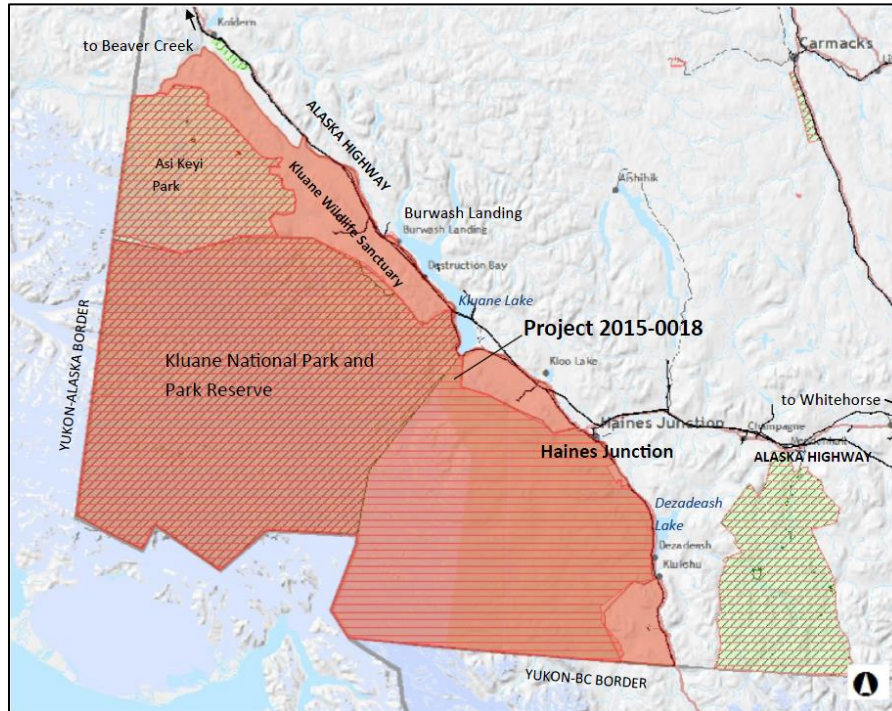 Koidern
to Beaver Creek
Carmacks
ALASKA HIGHWAY
Asi Keyi
Park
Kluane Wildlife Sanctuary
Aishihik
Burwash Landing
Burwash Landing
Destruction Bay
Kluane Lake
Project 2015-0018
YUKON-ALASKA BORDER
Kluane National Park and
Park Reserve
Kloo Lake
to Whitehorse
Haines Junction
Champagne
Mendenhall
Haines Junction
ALASKA HIGHWAY
Dezadeash
Lake
Dezadeash
Klukshu
YUKON-BC BORDER